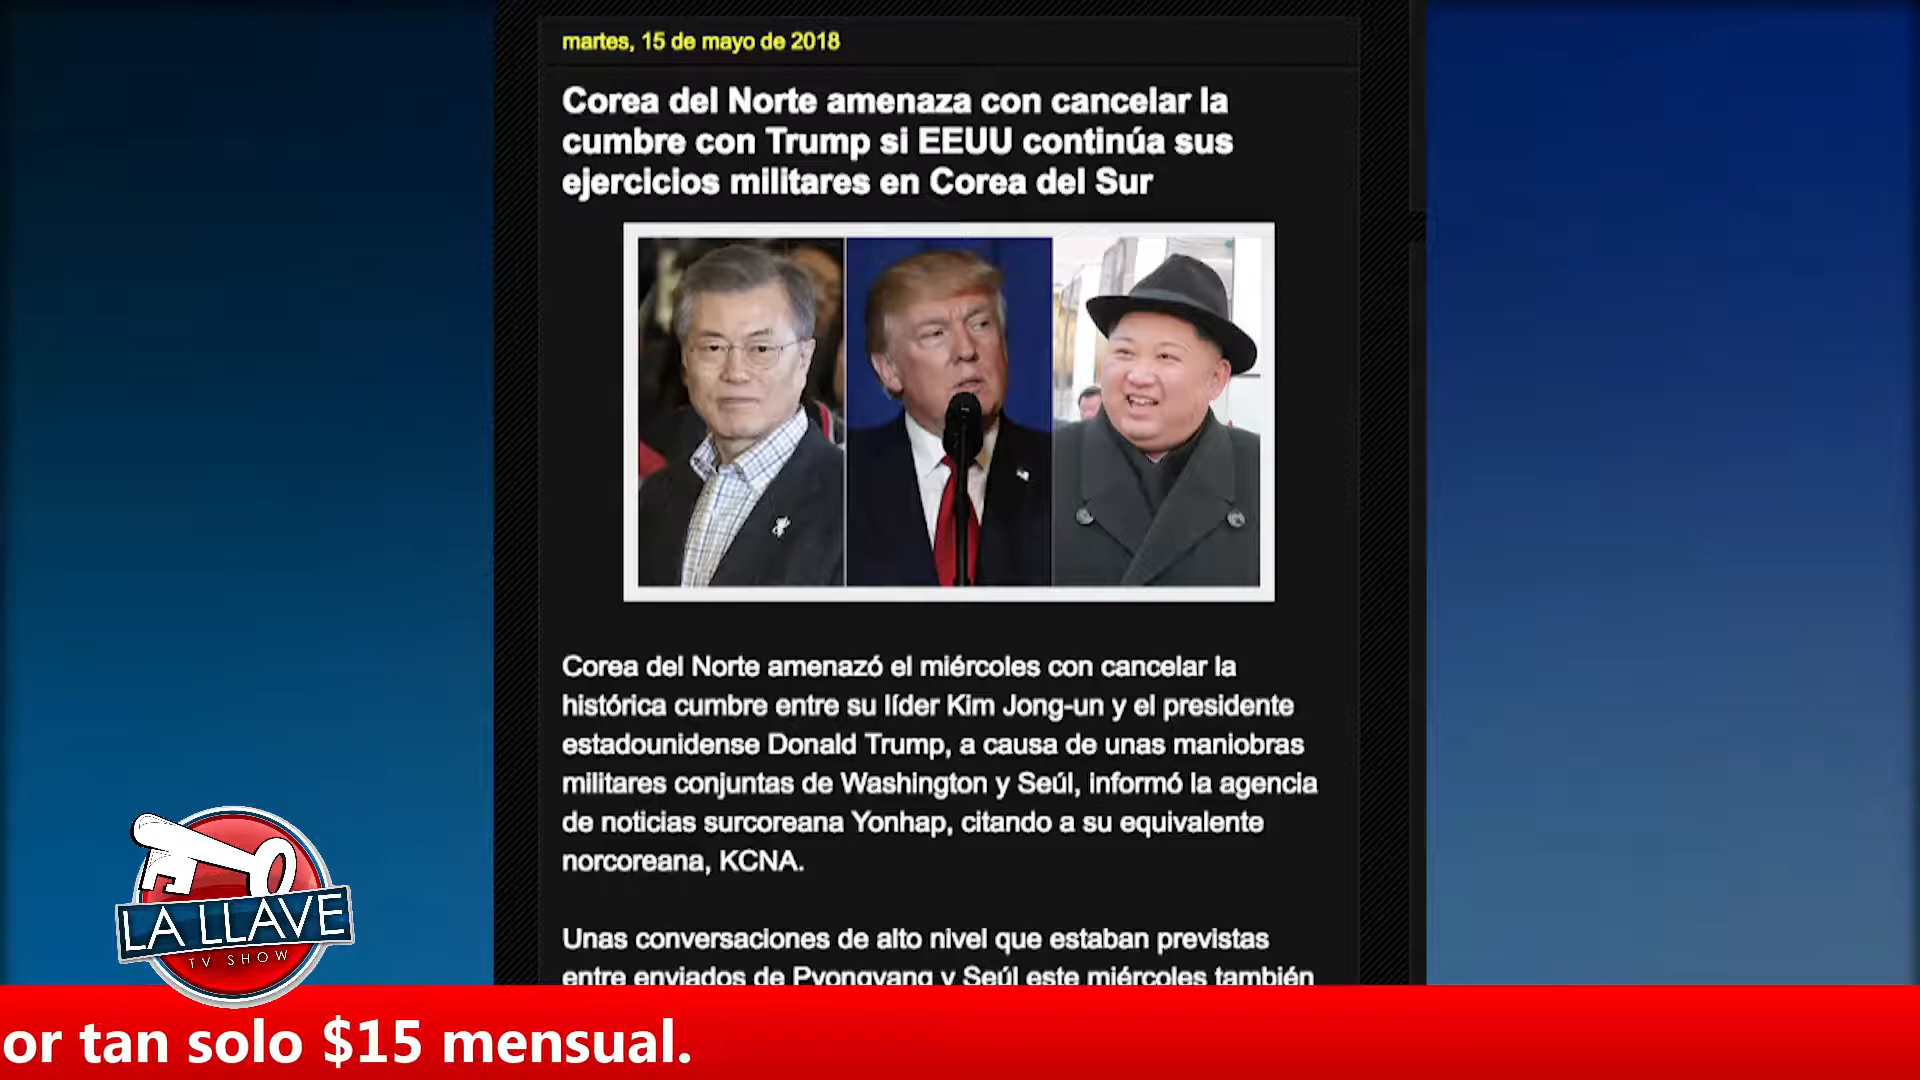 martes, 15 de mayo de 2018
Corea del Norte amenaza con cancelar la
cumbre con Trump si EEUU continúa sus
ejercicios militares en Corea del Sur
Corea del Norte amenazó el miércoles con cancelar la
histórica cumbre entre su líder Kim Jong-un y el presidente
estadounidense Donald Trump, a causa de unas maniobras
militares conjuntas de Washington y Seúl, informó la agencia
de noticias surcoreana Yonhap, citando a su equivalente
norcoreana, KCNA.
Unas conversaciones de alto nivel que estaban previstas
entre enviados de Pyongyang y Seúl este miércoles también
LA LLAVE
TV SHOW
or tan solo $15 mensual.